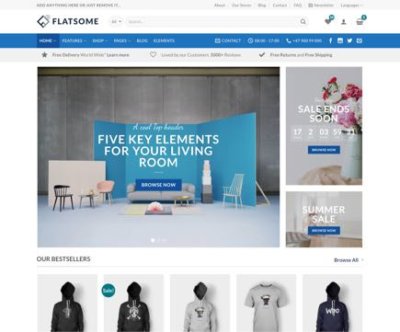 ADD ANYTHING HERE OR JUST REMOVE IT...
About Our Stores Blog Contact FAQ Newsletter Languages
FLATSOME
All Search...
HOME FEATURES SHOP PAGES BLOG ELEMENTS
Contact 08:00 - 17:00 +47 900 99 000
Free Delivery World Wide* Learn more
Loved by our Customers 5000+ Reviews
Free Returns and Free Shipping
A cool Top header
FIVE KEY ELEMENTS
FOR YOUR LIVING
ROOM
BROWSE NOW
SALE ENDS
SOON
17 2 03 59
BROWSE NOW
SUMMER
SALE
BROWSE NOW
OUR BESTSELLERS
Browse All
Sale!
WOO